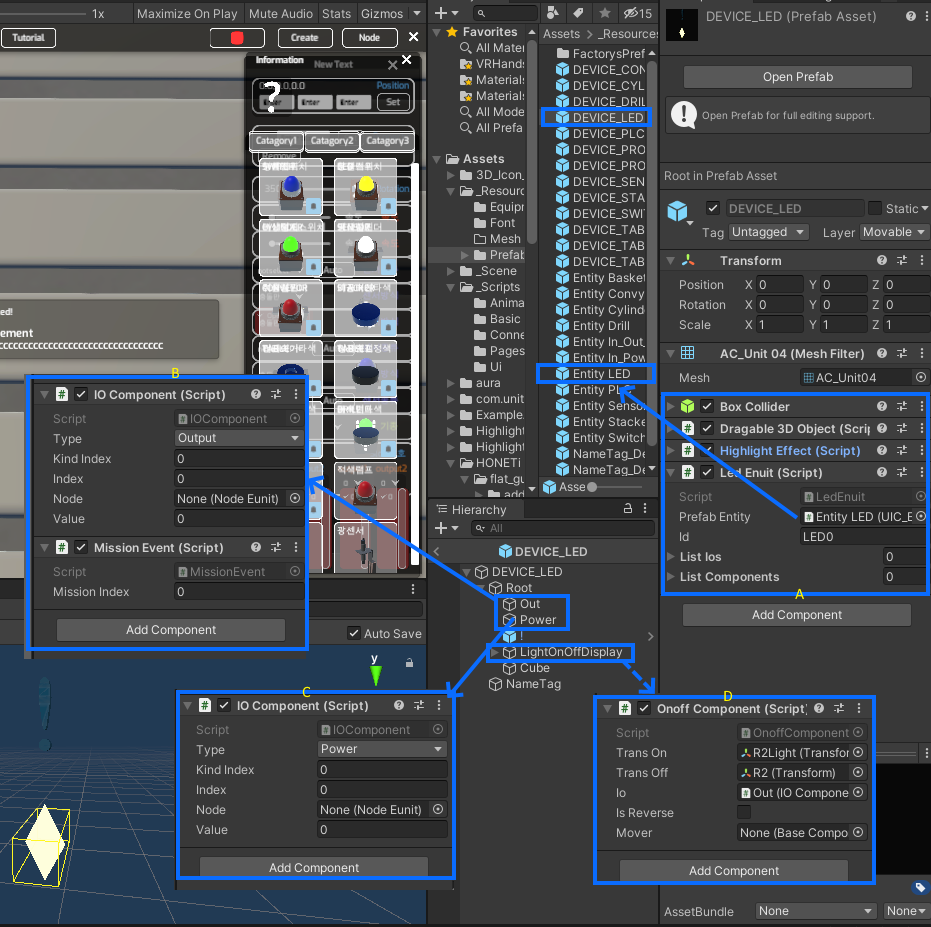 1x
Maximize On Play
Mute Audio
Stats
Gizmos
Tutorial
Create
Node
Information
New Text
Position
?
Enter
Enter
Enter
Set
Catagory1
Catagory2
Catagory3
Remove
Auto
적색램프
output2
광센서
ed!
ement
Favorites
All Mater
VRHands
Materials
Materials
All Mode
All Prefa
Assets
3D_Icon_
_Resourc
Equipr
Font
Mesh
Prefab
_Scene
_Scripts
Anima
Basic
Conne
Pages
Ui
aura
com.unit
Example.
Highlight
Highlight
HONETi
flat_gu
15
Assets > _Resources
FactorysPref
DEVICE_CON
DEVICE_CYL
DEVICE_DRIL
DEVICE_LED
DEVICE_PLC
DEVICE_PRO
DEVICE_PRO
DEVICE_SEN
DEVICE_STA
DEVICE_SWI
DEVICE_TAB
DEVICE_TAB
DEVICE_TAB
Entity Basket
Entity Convy
Entity Cylind
Entity Drill
Entity In_Out_
Entity In_Pow
Entity LED
Entity PLC
Entity Senso
Entity Stacke
Entity Switch
NameTag_De
NameTag_De
Asse
Hierarchy
All
DEVICE_LED
DEVICE_LED
Root
Out
Power
!
LightOnOffDisplay
Cube
NameTag
DEVICE_LED (Prefab Asset)
Open Prefab
Open Prefab for full editing support.
Root in Prefab Asset
DEVICE_LED
Static
Tag Untagged
Layer Movable
Transform
Position X 0 Y 0 Z 0
Rotation X 0 Y 0 Z 0
Scale X 1 Y 1 Z 1
AC_Unit 04 (Mesh Filter)
Mesh AC_Unit04
Box Collider
Dragable 3D Object (Scrip
Highlight Effect (Script)
Led Enuit (Script)
Script LedEnuit
Prefab Entity Entity LED (UIC_E
Id LED0
List Ios 0
List Components 0
A
Add Component
B
IO Component (Script)
Script IOComponent
Type Output
Kind Index 0
Index 0
Node None (Node Eunit)
Value 0
Mission Event (Script)
Script MissionEvent
Mission Index 0
Add Component
Auto Save
y
C
IO Component (Script)
Script IOComponent
Type Power
Kind Index 0
Index 0
Node None (Node Eunit)
Value 0
Add Component
D
Onoff Component (Script)
Script OnoffComponent
Trans On R2Light (Transfor
Trans Off R2 (Transform)
Io Out (IO Compone
Is Reverse
Mover None (Base Compo
Add Component
AssetBundle None None